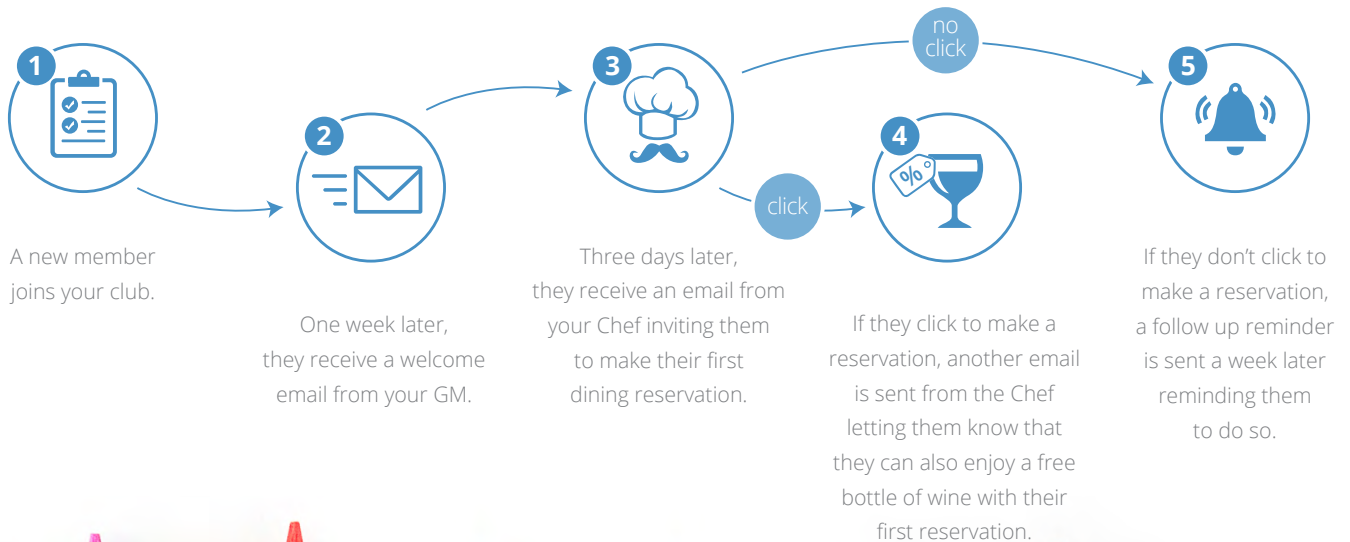 1
A new member
joins your club.
2
One week later,
they receive a welcome
email from your GM.
3
Three days later,
they receive an email from
your Chef inviting them
to make their first
dining reservation.
click
no
click
4
%
If they click to make a
reservation, another email
is sent from the Chef
letting them know that
they can also enjoy a free
bottle of wine with their
first reservation.
5
If they don’t click to
make a reservation,
a follow up reminder
is sent a week later
reminding them
to do so.